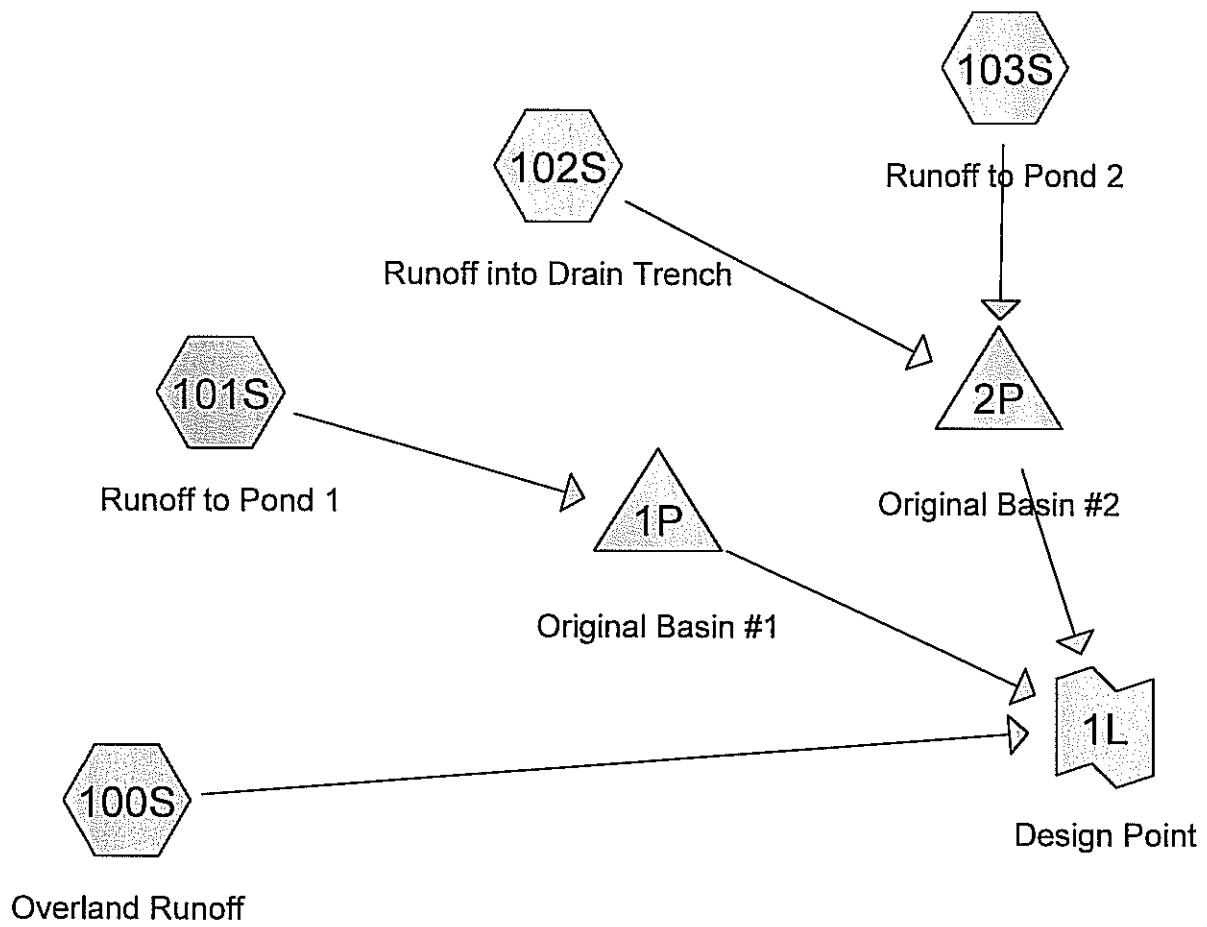 103S
Runoff to Pond 2
102S
Runoff into Drain Trench
101S
Runoff to Pond 1
2P
Original Basin #2
1P
Original Basin #1
1L
Design Point
100S
Overland Runoff